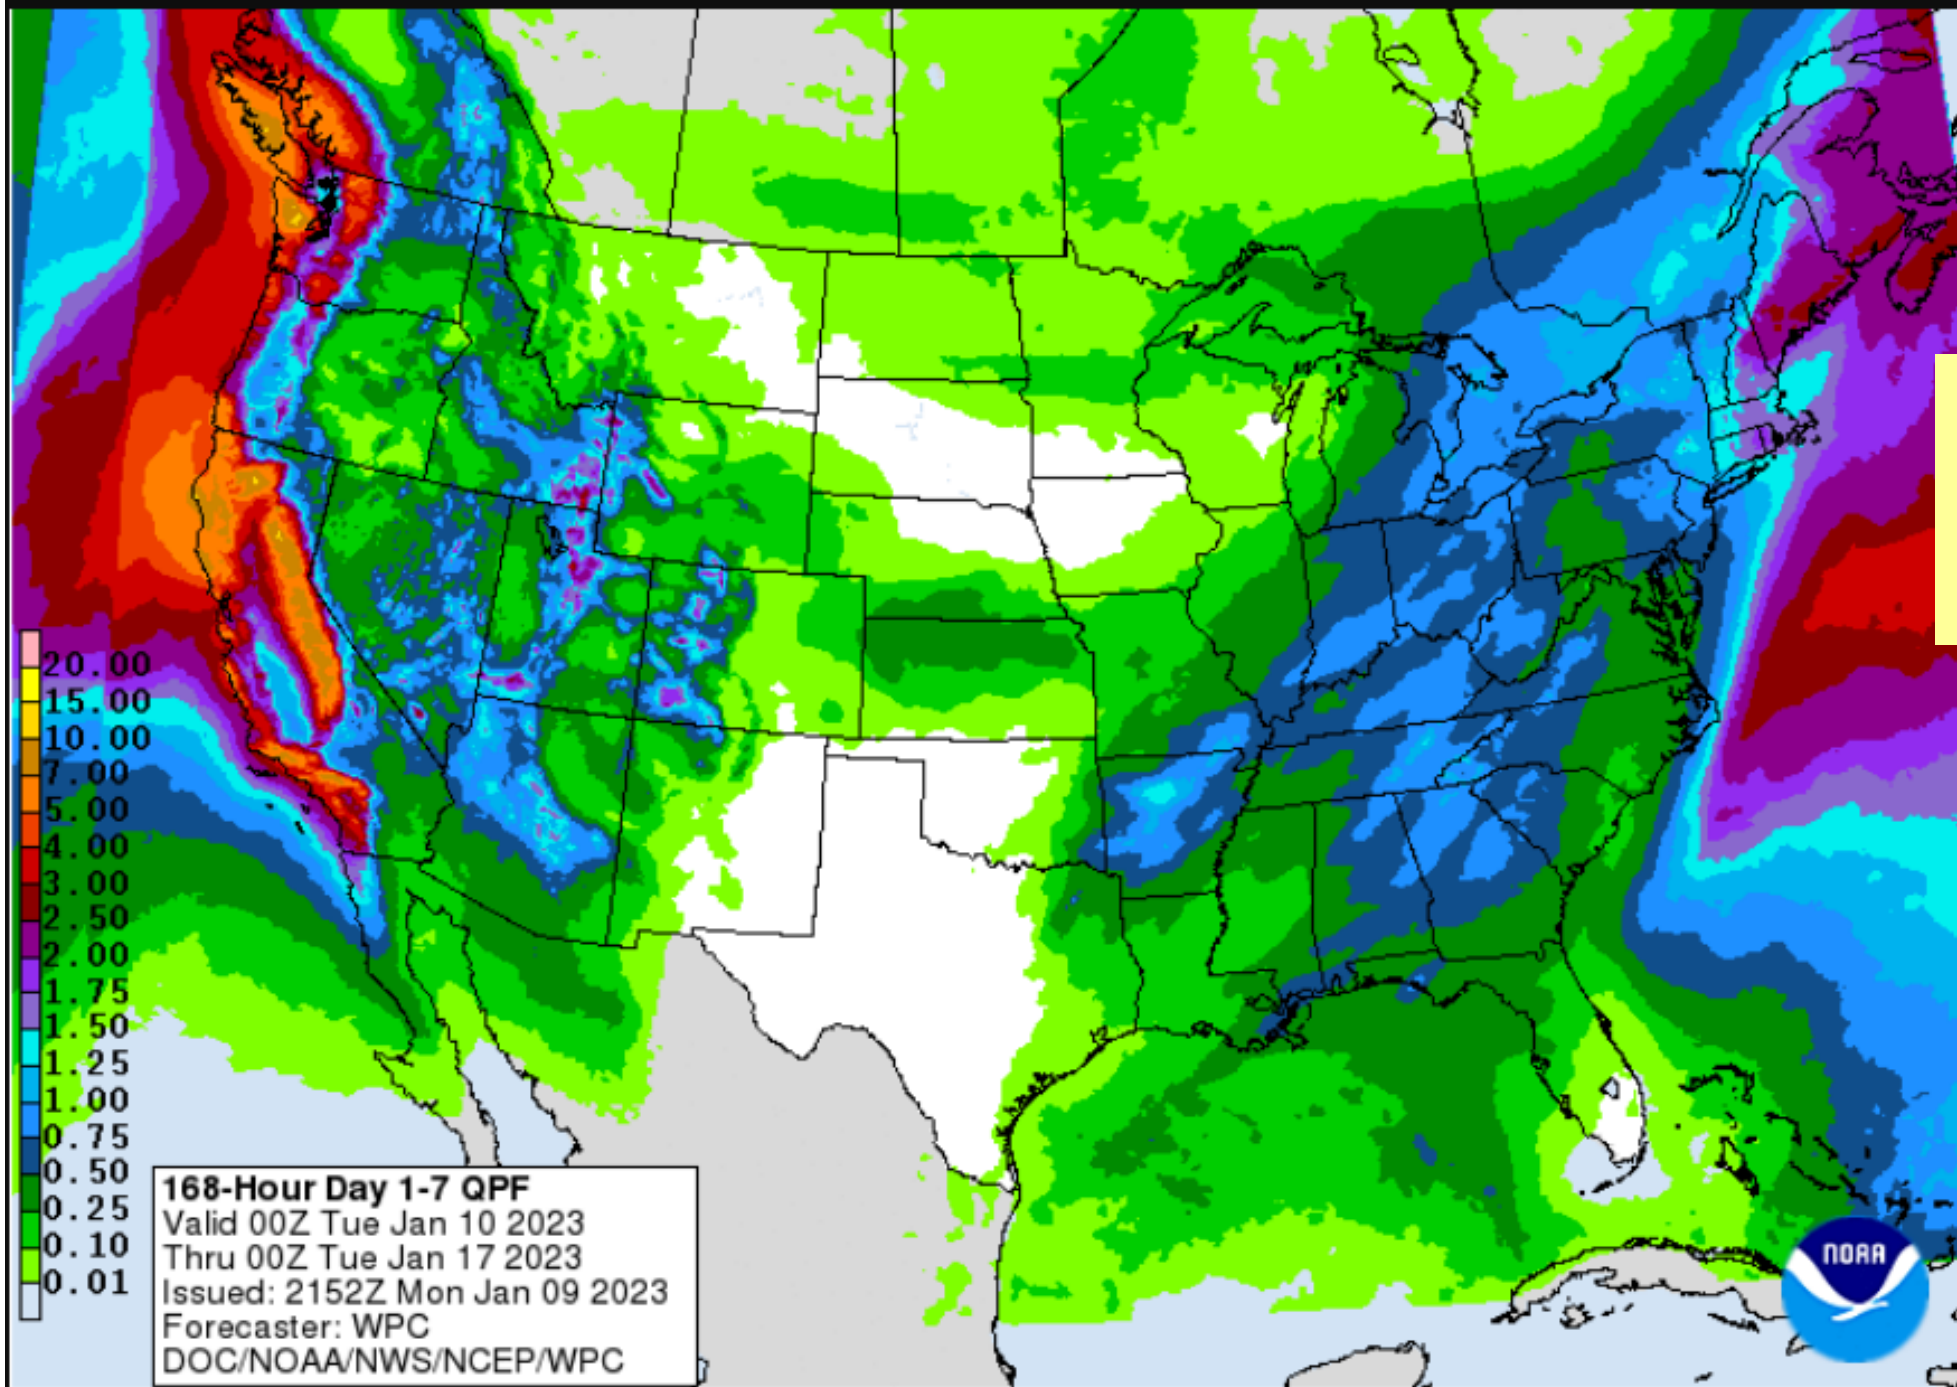 20.00
15.00
10.00
7.00
5.00
4.00
3.00
2.50
2.00
1.75
1.50
1.25
1.00
0.75
0.50
0.25
0.10
0.01
168-Hour Day 1-7 QPF
Valid 00Z Tue Jan 10 2023
Thru 00Z Tue Jan 17 2023
Issued: 2152Z Mon Jan 09 2023
Forecaster: WPC
DOC/NOAA/NWS/NCEP/WPC
NOAA